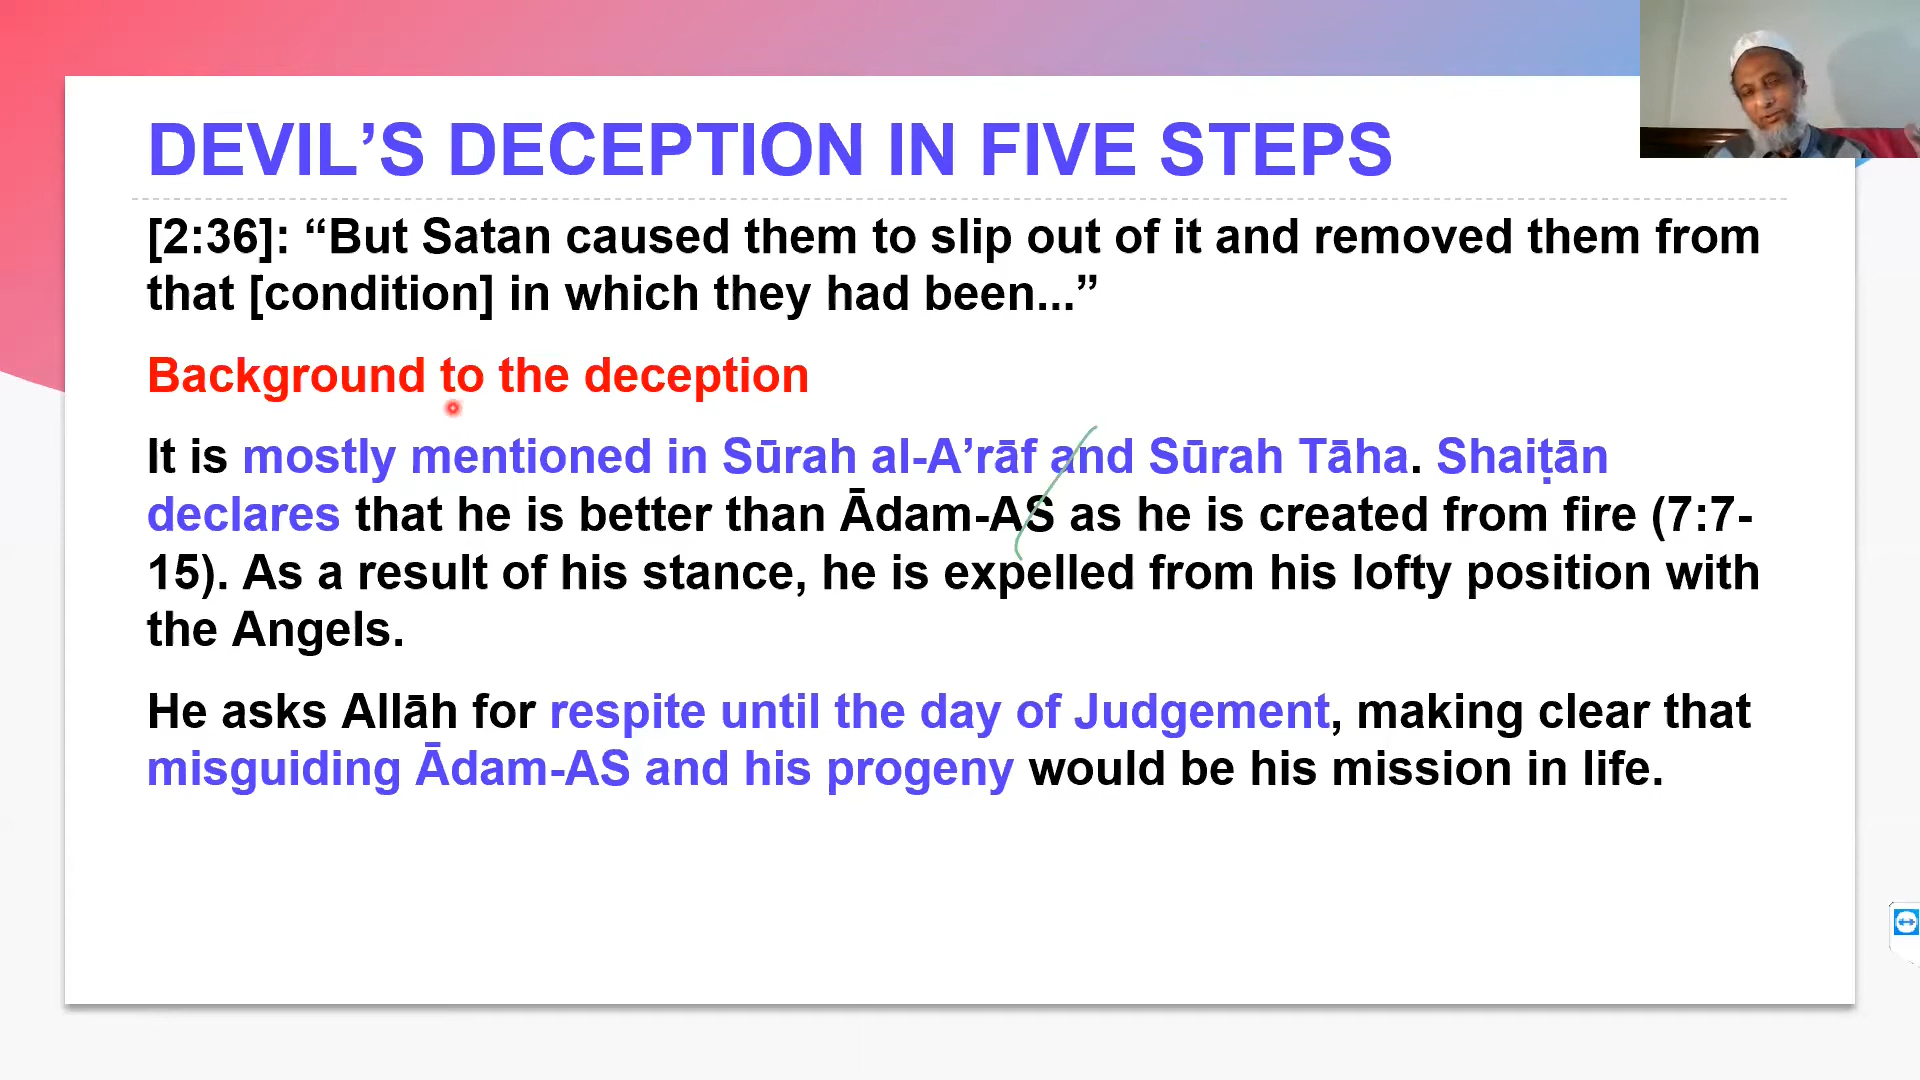 DEVIL’S DECEPTION IN FIVE STEPS
[2:36]: “But Satan caused them to slip out of it and removed them from
that [condition] in which they had been...”
Background to the deception
It is mostly mentioned in Sūrah al-A’rāf and Sūrah Tāha. Shaiṭān
declares that he is better than Ādam-AS as he is created from fire (7:7-
15). As a result of his stance, he is expelled from his lofty position with
the Angels.
He asks Allāh for respite until the day of Judgement, making clear that
misguiding Ādam-AS and his progeny would be his mission in life.